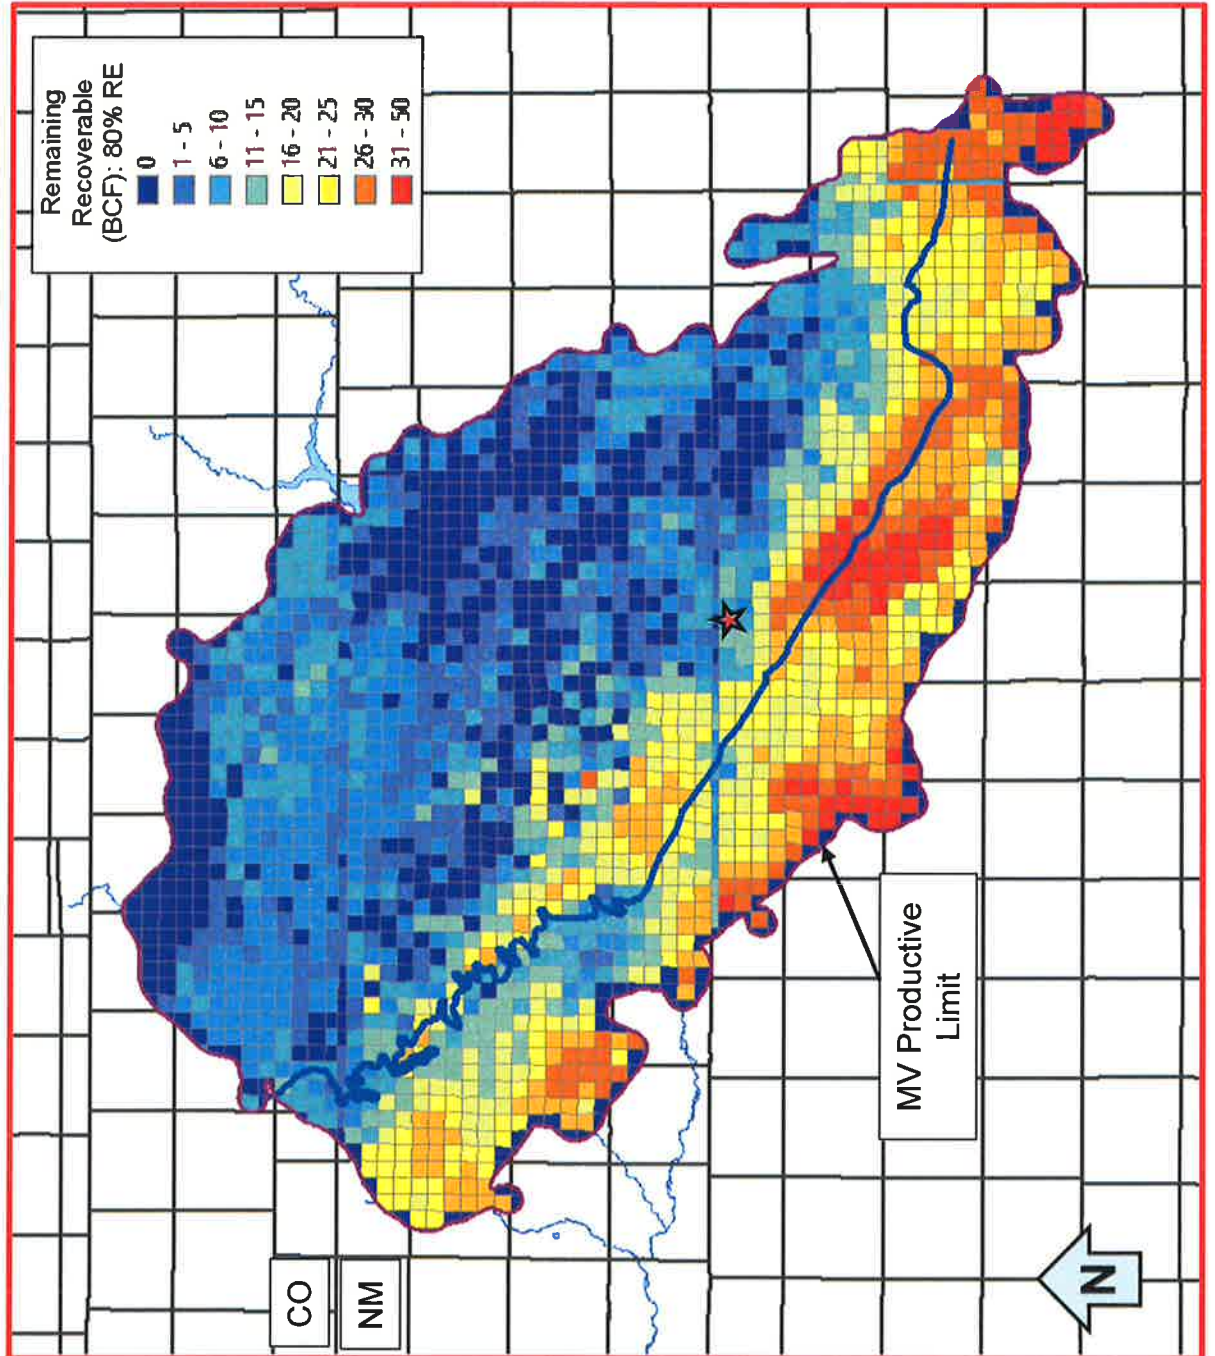 Remaining
Recoverable
(BCF): 80% RE
0
1 - 5
6 - 10
11 - 15
16 - 20
21 - 25
26 - 30
31 - 50
CO
NM
MV Productive
Limit
N